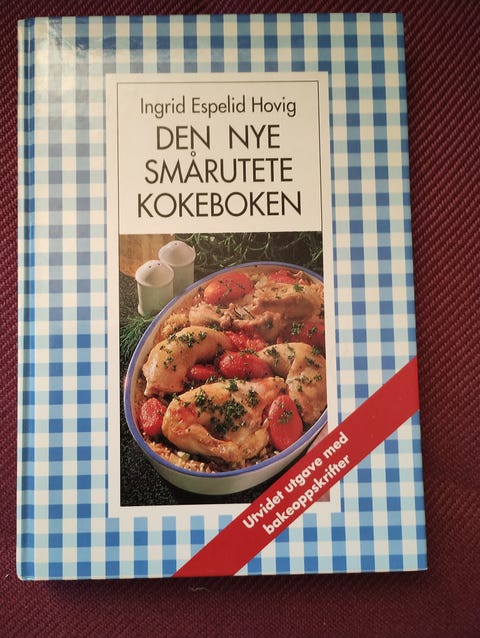 Ingrid Espelid Hovig
DEN NYE
SMÅRUTETE
KOKEBOKEN
Utvidet utgave med
bakeoppskrifter